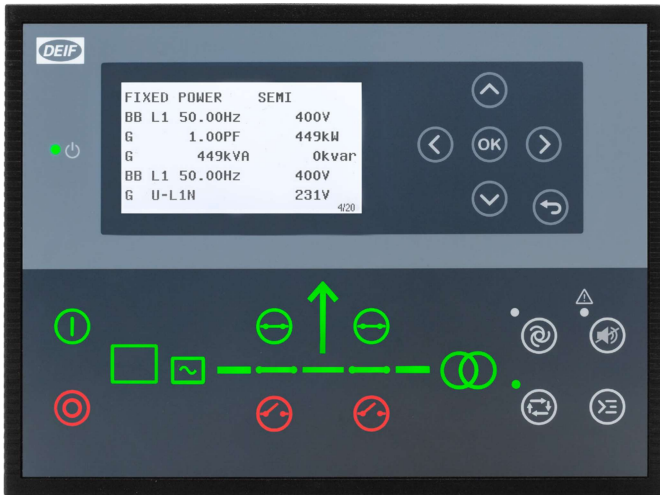 DEIF
FIXED POWER SEMI
BB L1 50.00Hz 400V
G 1.00PF 449kW
G 449kVA 0kvar
BB L1 50.00Hz 400V
G U-L1N 231V
4/20
OK